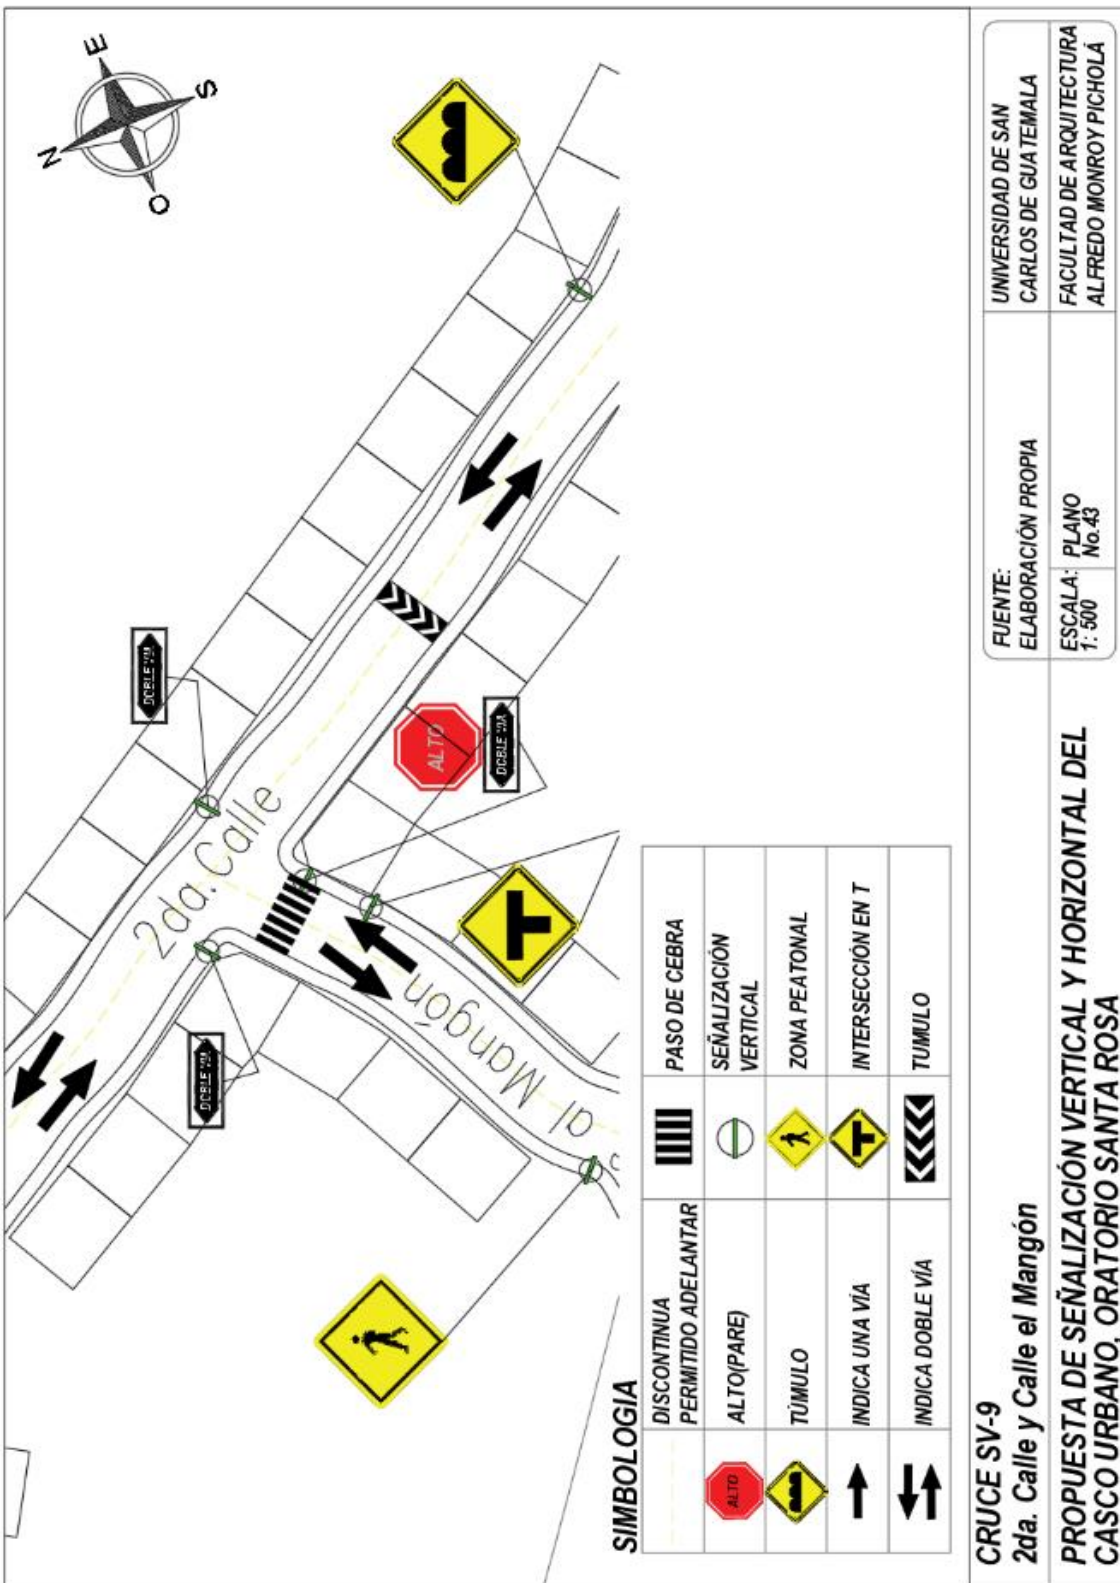 N
E
S
O
DOBLE VIA
2da. Calle
ALTO
DOBLE VIA
DOBLE VIA
al Mangón
SIMBOLOGIA
DISCONTINUA
PERMITIDO ADELANTAR
PASO DE CEBRA
ALTO
ALTO(PARE)
SEÑALIZACIÓN
VERTICAL
TÚMULO
ZONA PEATONAL
INDICA UNA VÍA
INTERSECCIÓN EN T
INDICA DOBLE VÍA
TUMULO
CRUCE SV-9
2da. Calle y Calle el Mangón
PROPUESTA DE SEÑALIZACIÓN VERTICAL Y HORIZONTAL DEL
CASCO URBANO, ORATORIO SANTA ROSA
FUENTE:
ELABORACIÓN PROPIA
ESCALA:
1: 500
PLANO
No.43
UNIVERSIDAD DE SAN
CARLOS DE GUATEMALA
FACULTAD DE ARQUITECTURA
ALFREDO MONROY PICHOLÁ